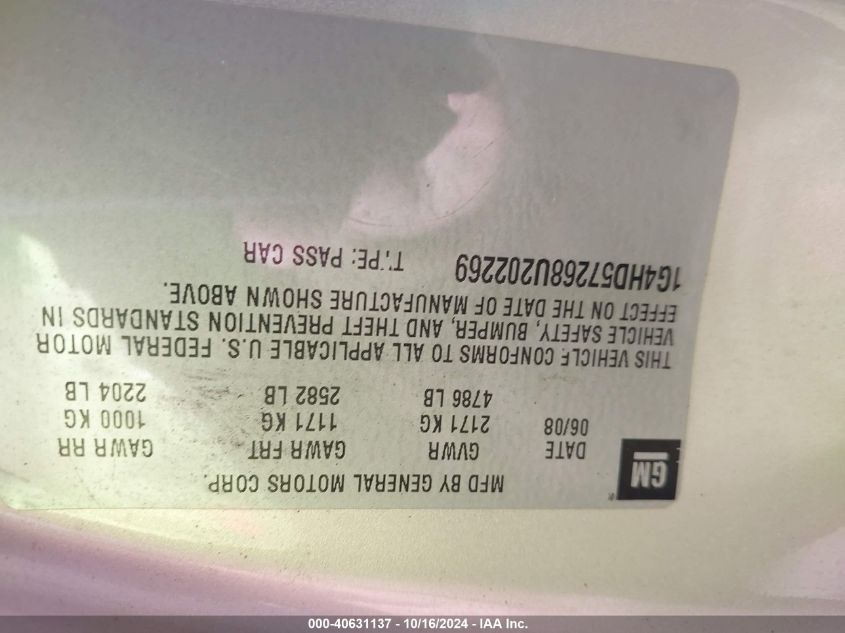 MFD BY GENERAL MOTORS CORP.
GM
DATE GVWR GAWR FRT GAWR RR
06/08 2171 KG 1171 KG 1000 KG
4786 LB 2582 LB 2204 LB
THIS VEHICLE CONFORMS TO ALL APPLICABLE U.S. FEDERAL MOTOR
VEHICLE SAFETY, BUMPER, AND THEFT PREVENTION STANDARDS IN
EFFECT ON THE DATE OF MANUFACTURE SHOWN ABOVE.
1G4HD57268U202269 TYPE: PASS CAR
000-40631137 - 10/16/2024 - IAA Inc.